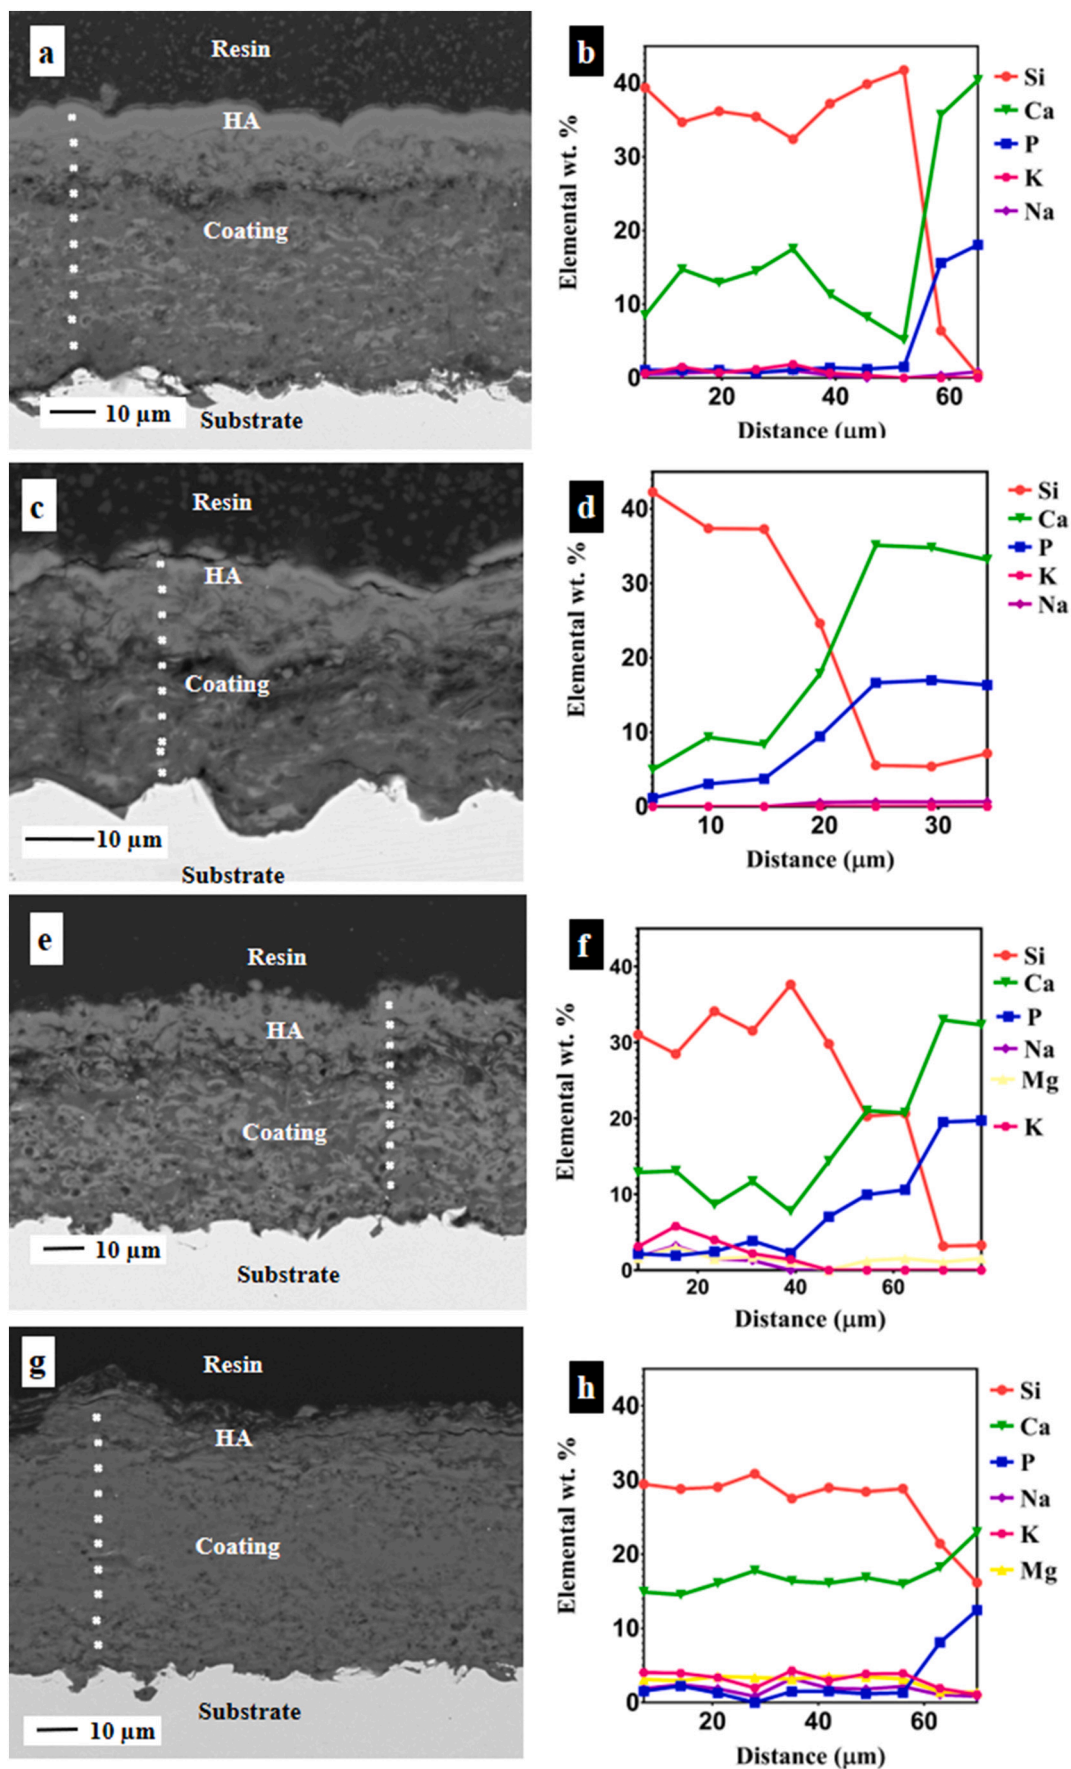 a
Resin
HA
Coating
10 µm
Substrate
b
Elemental wt. %
40
30
20
10
0
20
40
60
Distance (µm)
Si
Ca
P
K
Na
c
Resin
HA
Coating
10 µm
Substrate
d
Elemental wt. %
40
30
20
10
0
10
20
30
Distance (µm)
Si
Ca
P
K
Na
e
Resin
HA
Coating
10 µm
Substrate
f
Elemental wt. %
40
30
20
10
0
20
40
60
Distance (µm)
Si
Ca
P
Na
Mg
K
g
Resin
HA
Coating
10 µm
Substrate
h
Elemental wt. %
40
30
20
10
0
20
40
60
Distance (µm)
Si
Ca
P
Na
K
Mg